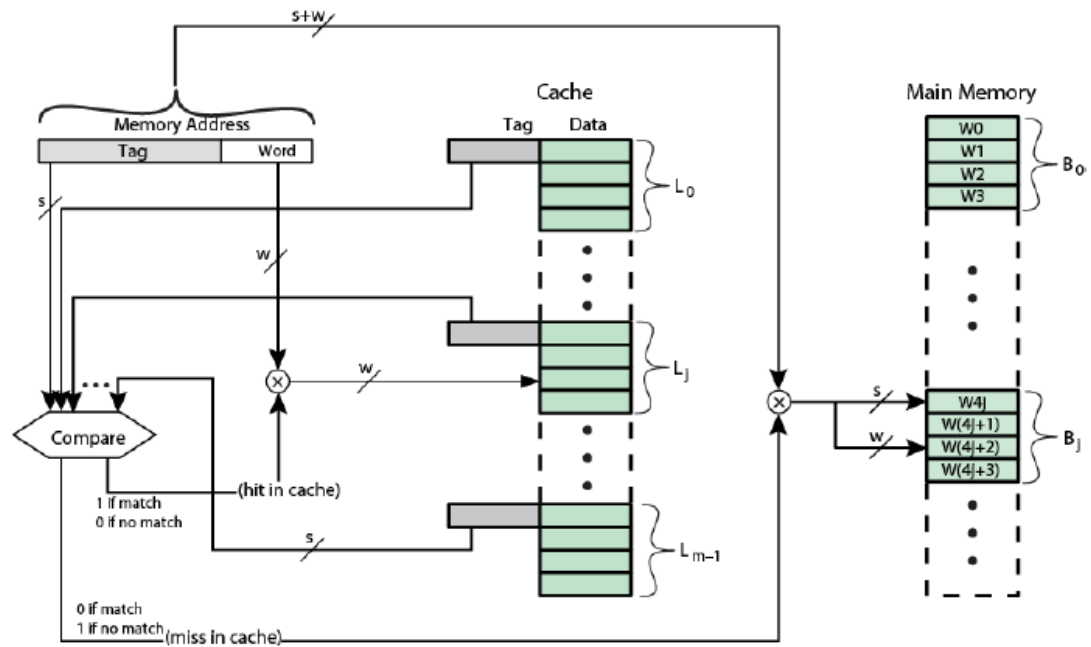 s+w
Cache
Main Memory
Memory Address
Tag Data
Tag Word
W0
W1
W2
W3
B0
L0
s
w
Lj
w
s
W4j
W(4j+1)
w
W(4j+2)
W(4j+3)
Bj
Compare
(hit in cache)
1 if match
0 if no match
s
Lm–1
0 if match
1 if no match
(miss in cache)